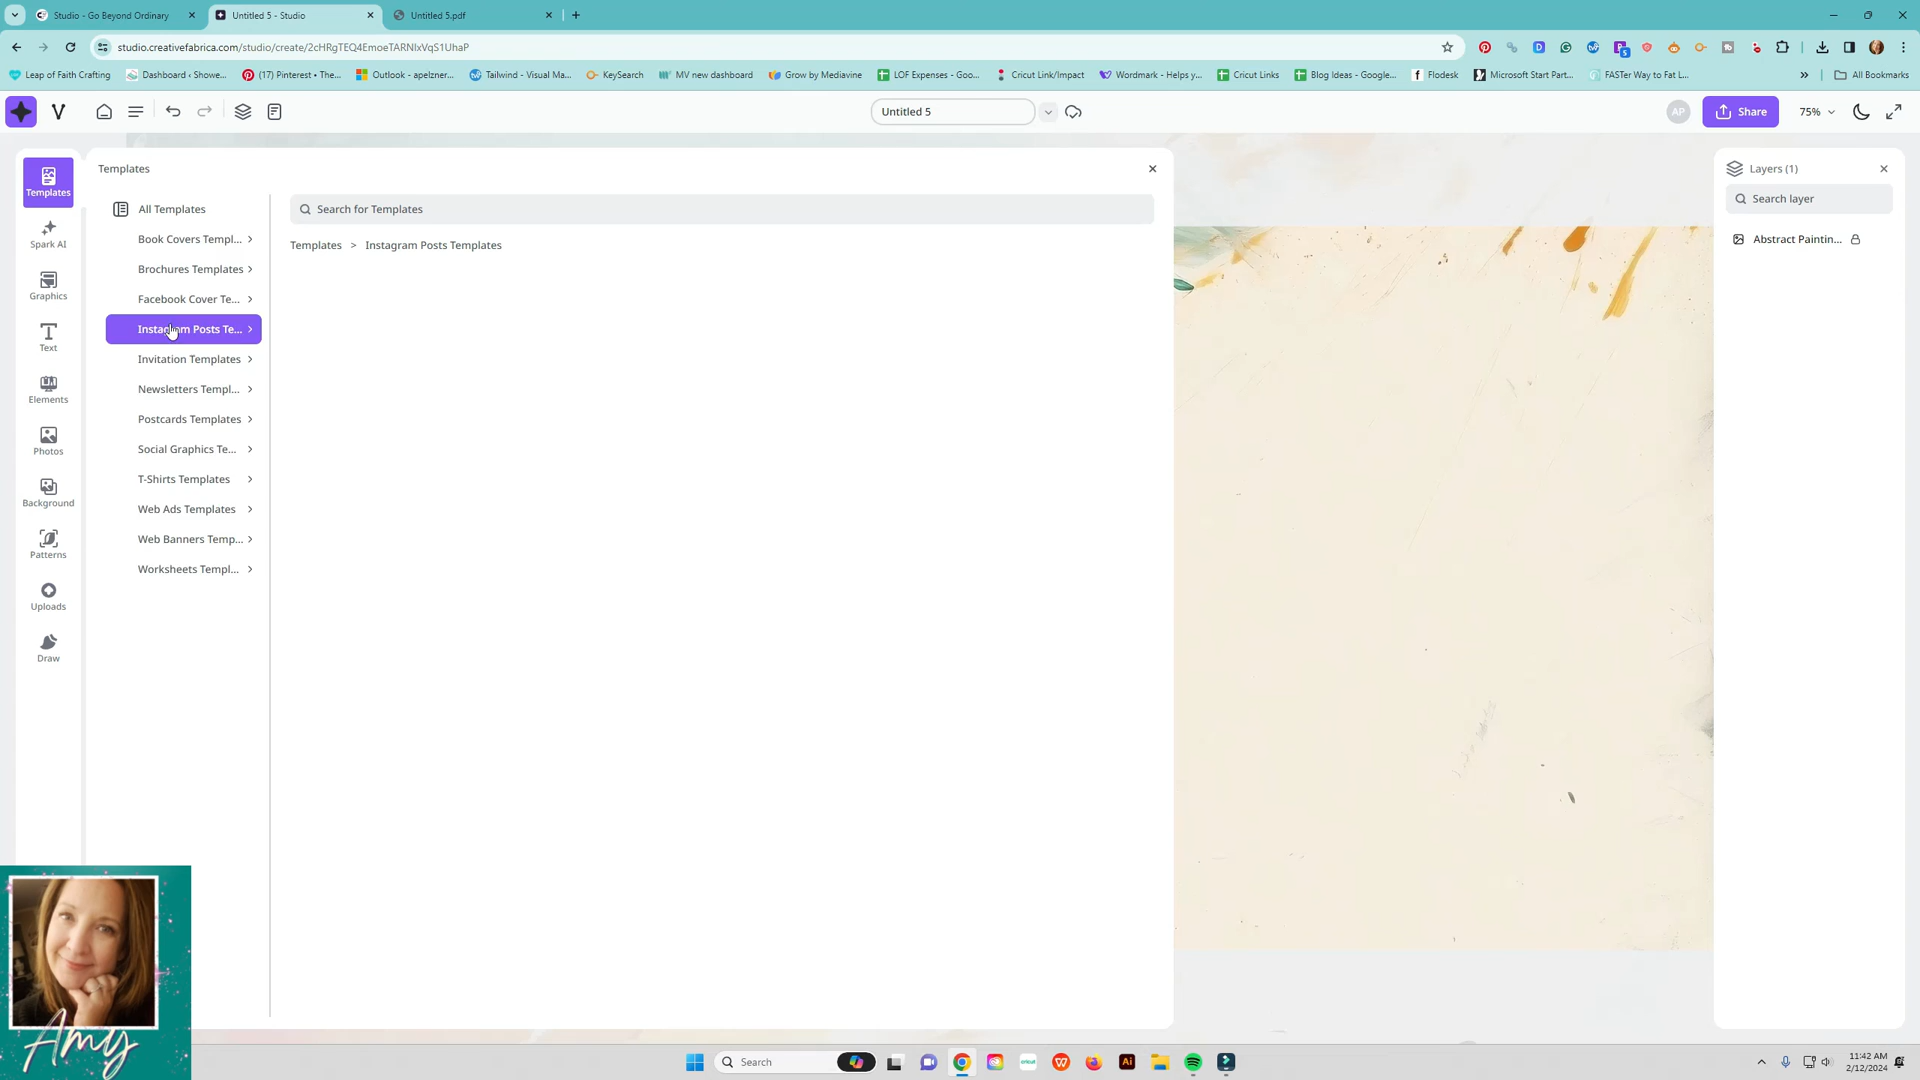 Studio - Go Beyond Ordinary
Untitled 5 - Studio
Untitled 5.pdf
studio.creativefabrica.com/studio/create/2cHRgTEQ4EmoeTARNlxVqS1UhaP
Leap of Faith Crafting
Dashboard ‹ Showe...
(17) Pinterest • The...
Outlook - apelzner...
Tailwind - Visual Ma...
KeySearch
MV new dashboard
Grow by Mediavine
LOF Expenses - Goo...
Cricut Link/Impact
Wordmark - Helps y...
Cricut Links
Blog Ideas - Google...
Flodesk
Microsoft Start Part...
FASTer Way to Fat L...
All Bookmarks
Untitled 5
AP
Share
75%
Templates
Spark AI
Graphics
Text
Elements
Photos
Background
Patterns
Uploads
Draw
Templates
All Templates
Book Covers Templ...
Brochures Templates
Facebook Cover Te...
Instagram Posts Te...
Invitation Templates
Newsletters Templ...
Postcards Templates
Social Graphics Te...
T-Shirts Templates
Web Ads Templates
Web Banners Temp...
Worksheets Templ...
Search for Templates
Templates > Instagram Posts Templates
Layers (1)
Search layer
Abstract Paintin...
Amy
Search
11:42 AM
2/12/2024